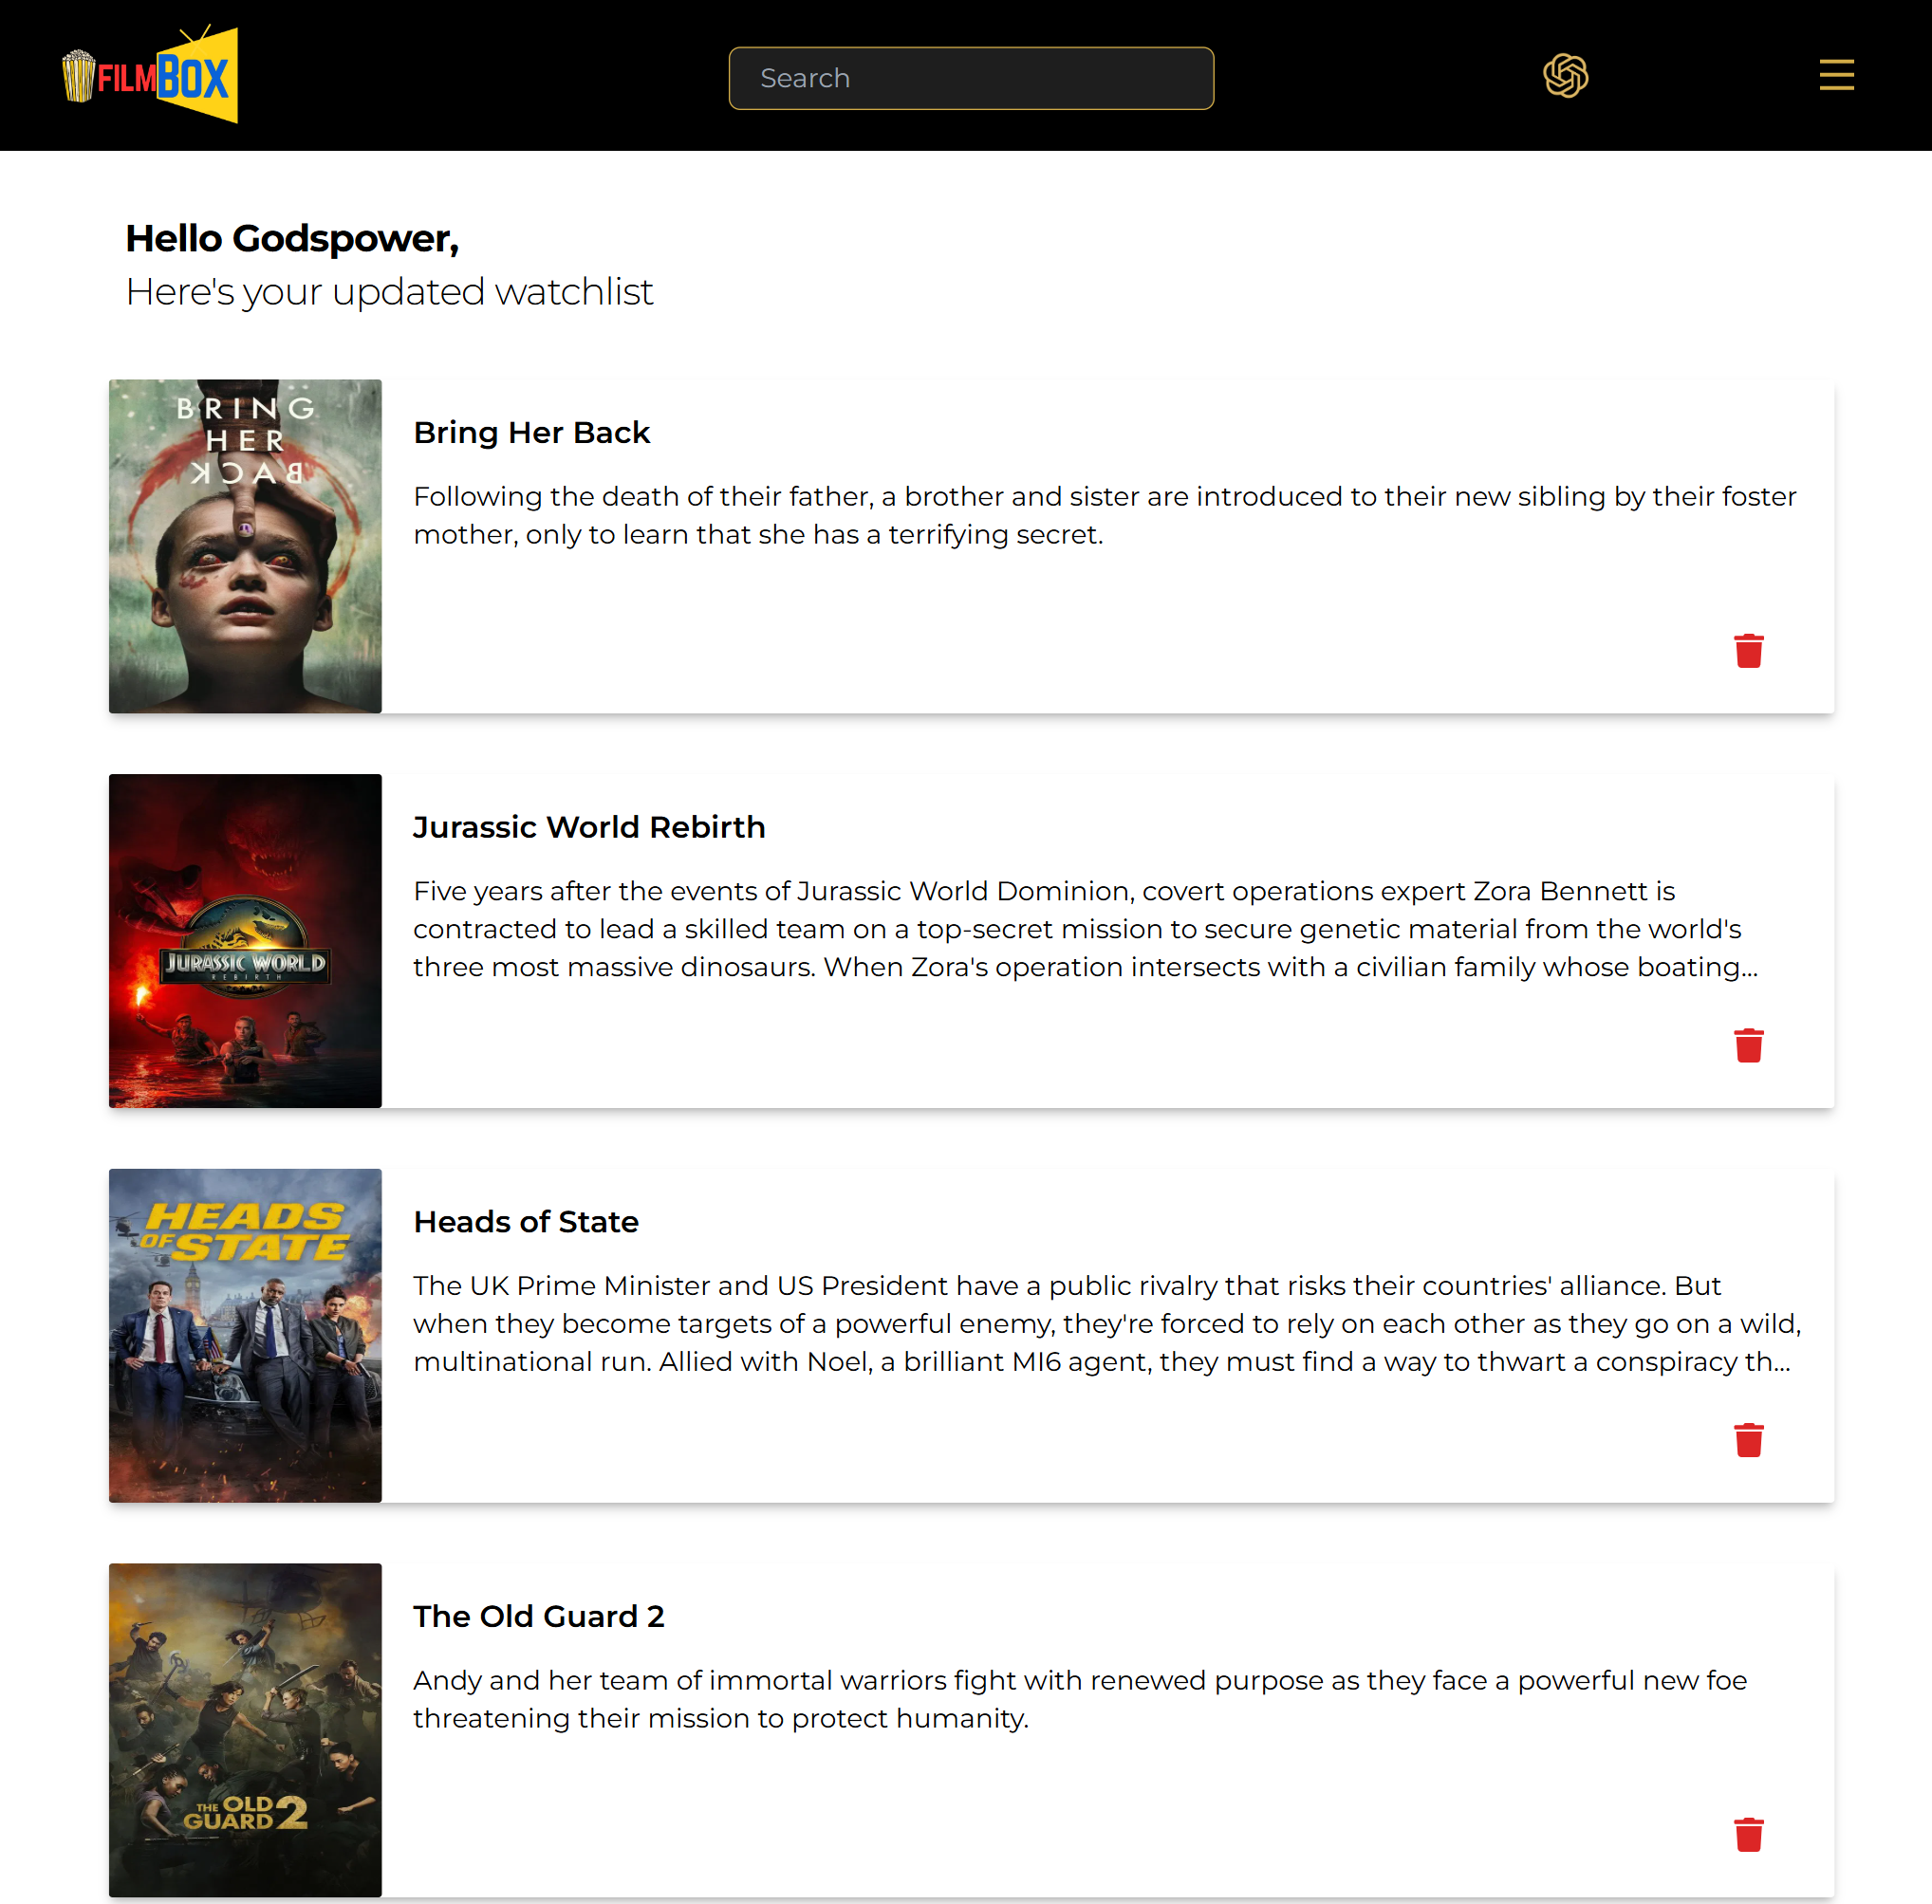 FILMBOX
Search
Hello Godspower,
Here's your updated watchlist
BRING
HER
BACK
Bring Her Back
Following the death of their father, a brother and sister are introduced to their new sibling by their foster
mother, only to learn that she has a terrifying secret.
JURASSIC WORLD
REBIRTH
Jurassic World Rebirth
Five years after the events of Jurassic World Dominion, covert operations expert Zora Bennett is
contracted to lead a skilled team on a top-secret mission to secure genetic material from the world's
three most massive dinosaurs. When Zora's operation intersects with a civilian family whose boating...
HEADS
OF STATE
Heads of State
The UK Prime Minister and US President have a public rivalry that risks their countries' alliance. But
when they become targets of a powerful enemy, they're forced to rely on each other as they go on a wild,
multinational run. Allied with Noel, a brilliant MI6 agent, they must find a way to thwart a conspiracy th...
THE OLD
GUARD 2
The Old Guard 2
Andy and her team of immortal warriors fight with renewed purpose as they face a powerful new foe
threatening their mission to protect humanity.